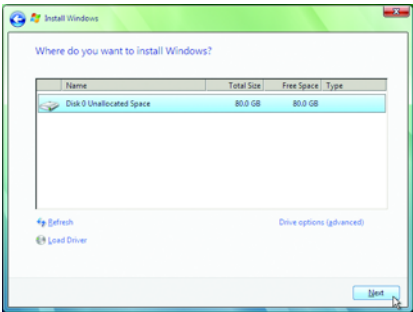 Install Windows
Where do you want to install Windows?
Name Total Size Free Space Type
Disk 0 Unallocated Space 80.0 GB 80.0 GB
Refresh Drive options (advanced)
Load Driver
Next